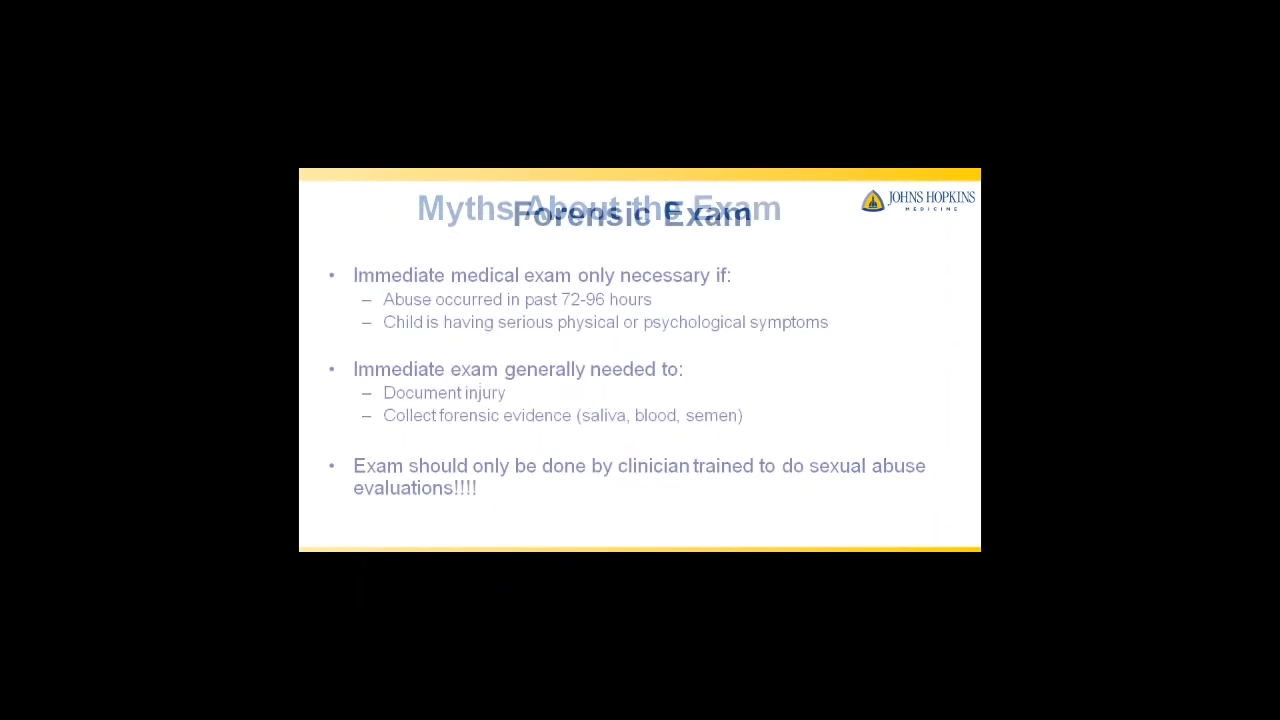 Myths About the Exam
Forensic Exam
JOHNS HOPKINS
MEDICINE
• Immediate medical exam only necessary if:
– Abuse occurred in past 72-96 hours
– Child is having serious physical or psychological symptoms
• Immediate exam generally needed to:
– Document injury
– Collect forensic evidence (saliva, blood, semen)
• Exam should only be done by clinician trained to do sexual abuse
evaluations!!!!